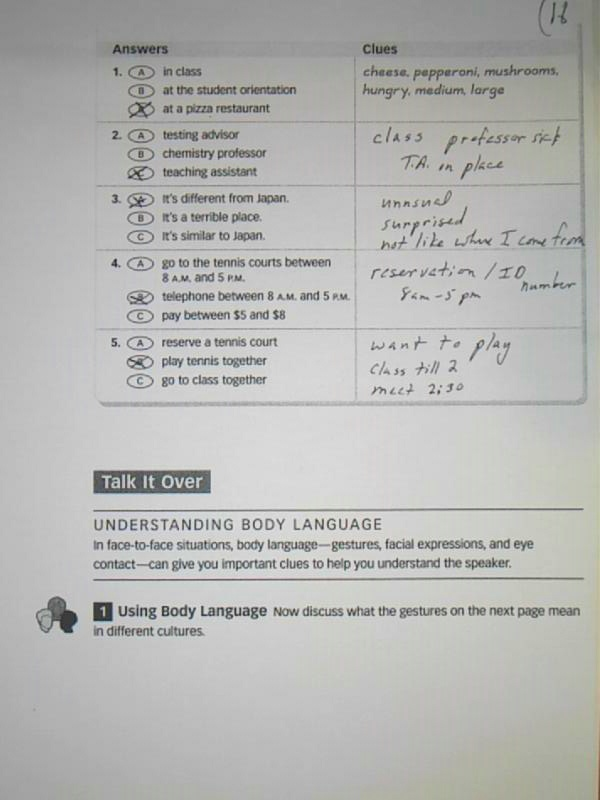 (18
Answers Clues
1. A in class cheese, pepperoni, mushrooms,
B at the student orientation hungry, medium, large
at a pizza restaurant
2. A testing advisor class professor sick
B chemistry professor T.A. in place
C teaching assistant
3. A It's different from Japan. unnsual
B It's a terrible place. surprised
C It's similar to Japan. not like where I come from
4. A go to the tennis courts between reservation / ID number
8 A.M. and 5 P.M. 8am-5 pm
B telephone between 8 A.M. and 5 P.M.
C pay between $5 and $8
5. A reserve a tennis court want to play
B play tennis together class till 2
C go to class together meet 2:30
Talk It Over
UNDERSTANDING BODY LANGUAGE
In face-to-face situations, body language—gestures, facial expressions, and eye
contact—can give you important clues to help you understand the speaker.
1 Using Body Language Now discuss what the gestures on the next page mean
in different cultures.